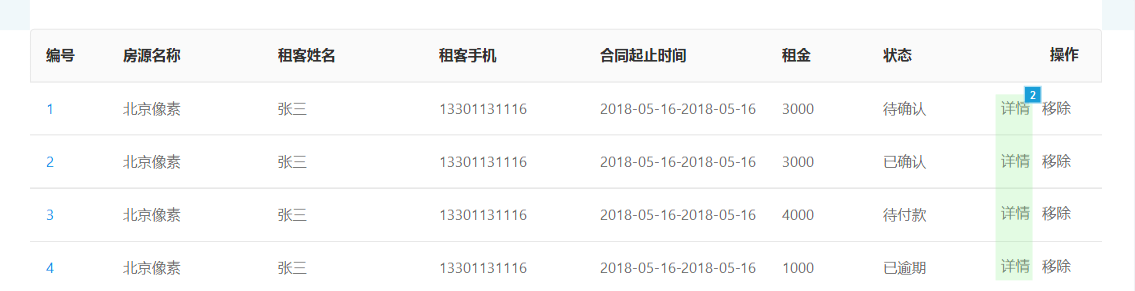 编号 房源名称 租客姓名 租客手机 合同起止时间 租金 状态 操作
1 北京像素 张三 13301131116 2018-05-16-2018-05-16 3000 待确认 详情 2 移除
2 北京像素 张三 13301131116 2018-05-16-2018-05-16 3000 已确认 详情 移除
3 北京像素 张三 13301131116 2018-05-16-2018-05-16 4000 待付款 详情 移除
4 北京像素 张三 13301131116 2018-05-16-2018-05-16 1000 已逾期 详情 移除